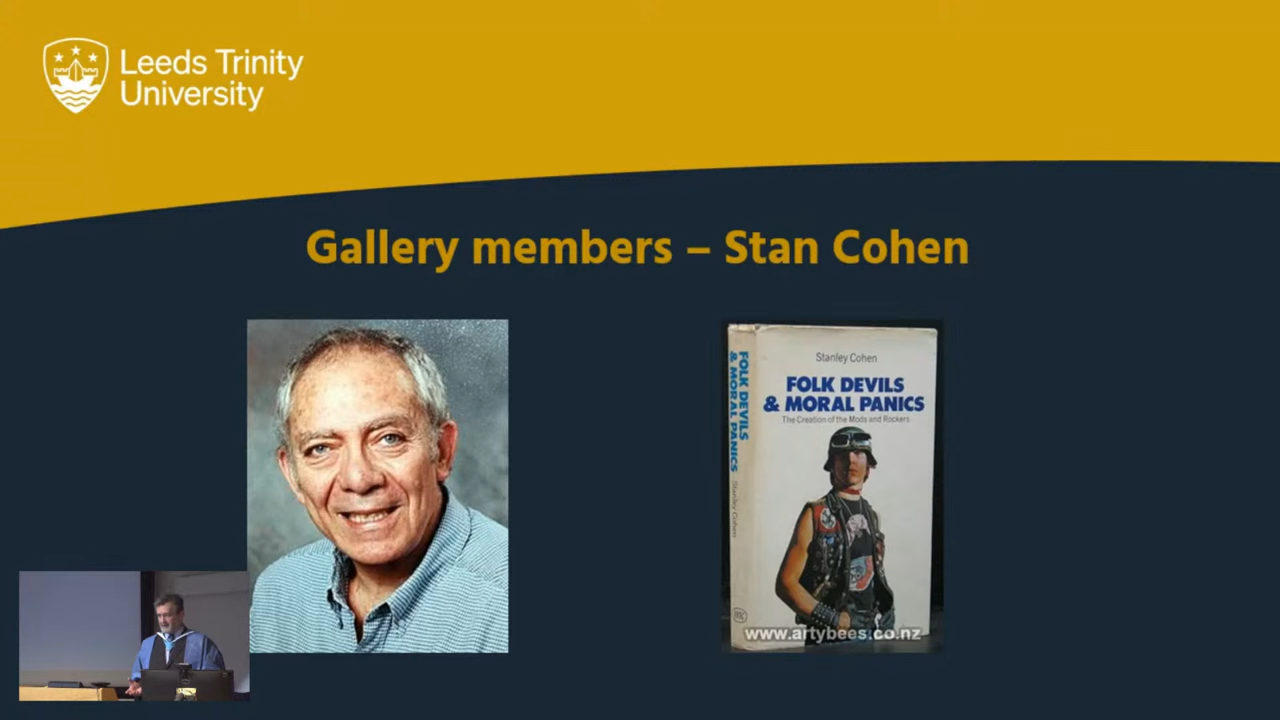 Leeds Trinity
University
Gallery members – Stan Cohen
Stanley Cohen
FOLK DEVILS
& MORAL PANICS
The Creation of the Mods and Rockers
FOLK DEVILS
& MORAL PANICS
Stanley Cohen
www.artybees.co.nz